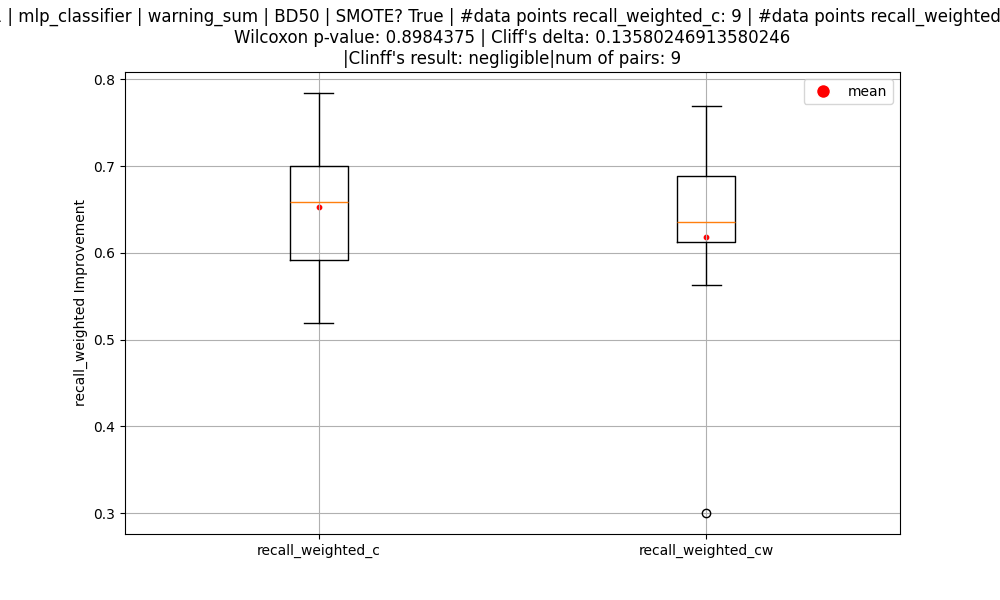 | mlp_classifier | warning_sum | BD50 | SMOTE? True | #data points recall_weighted_c: 9 | #data points recall_weighted
Wilcoxon p-value: 0.8984375 | Cliff's delta: 0.13580246913580246
|Clinff's result: negligible|num of pairs: 9
mean
0.8
0.7
0.6
0.5
0.4
0.3
recall_weighted Improvement
recall_weighted_c
recall_weighted_cw